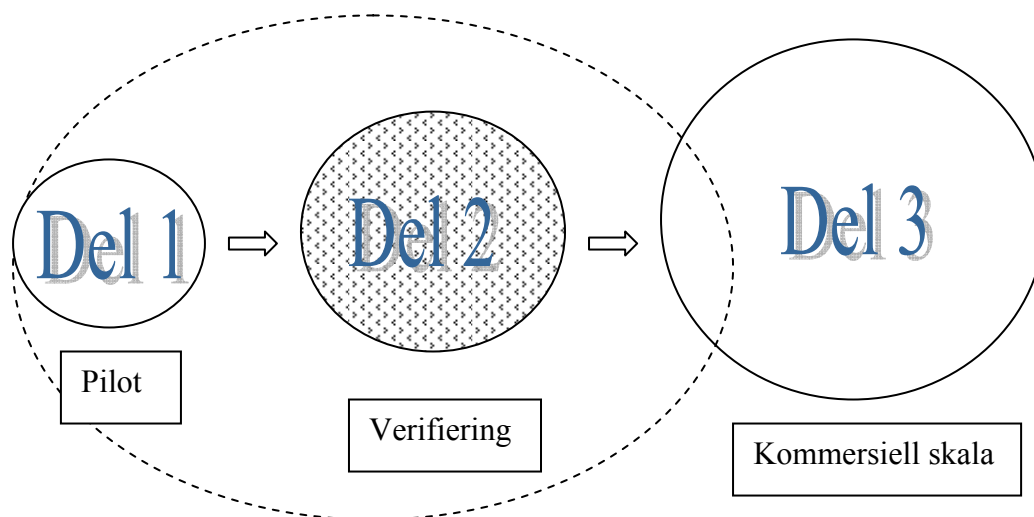 Del 1
Del 2
Del 3
Pilot
Verifiering
Kommersiell skala